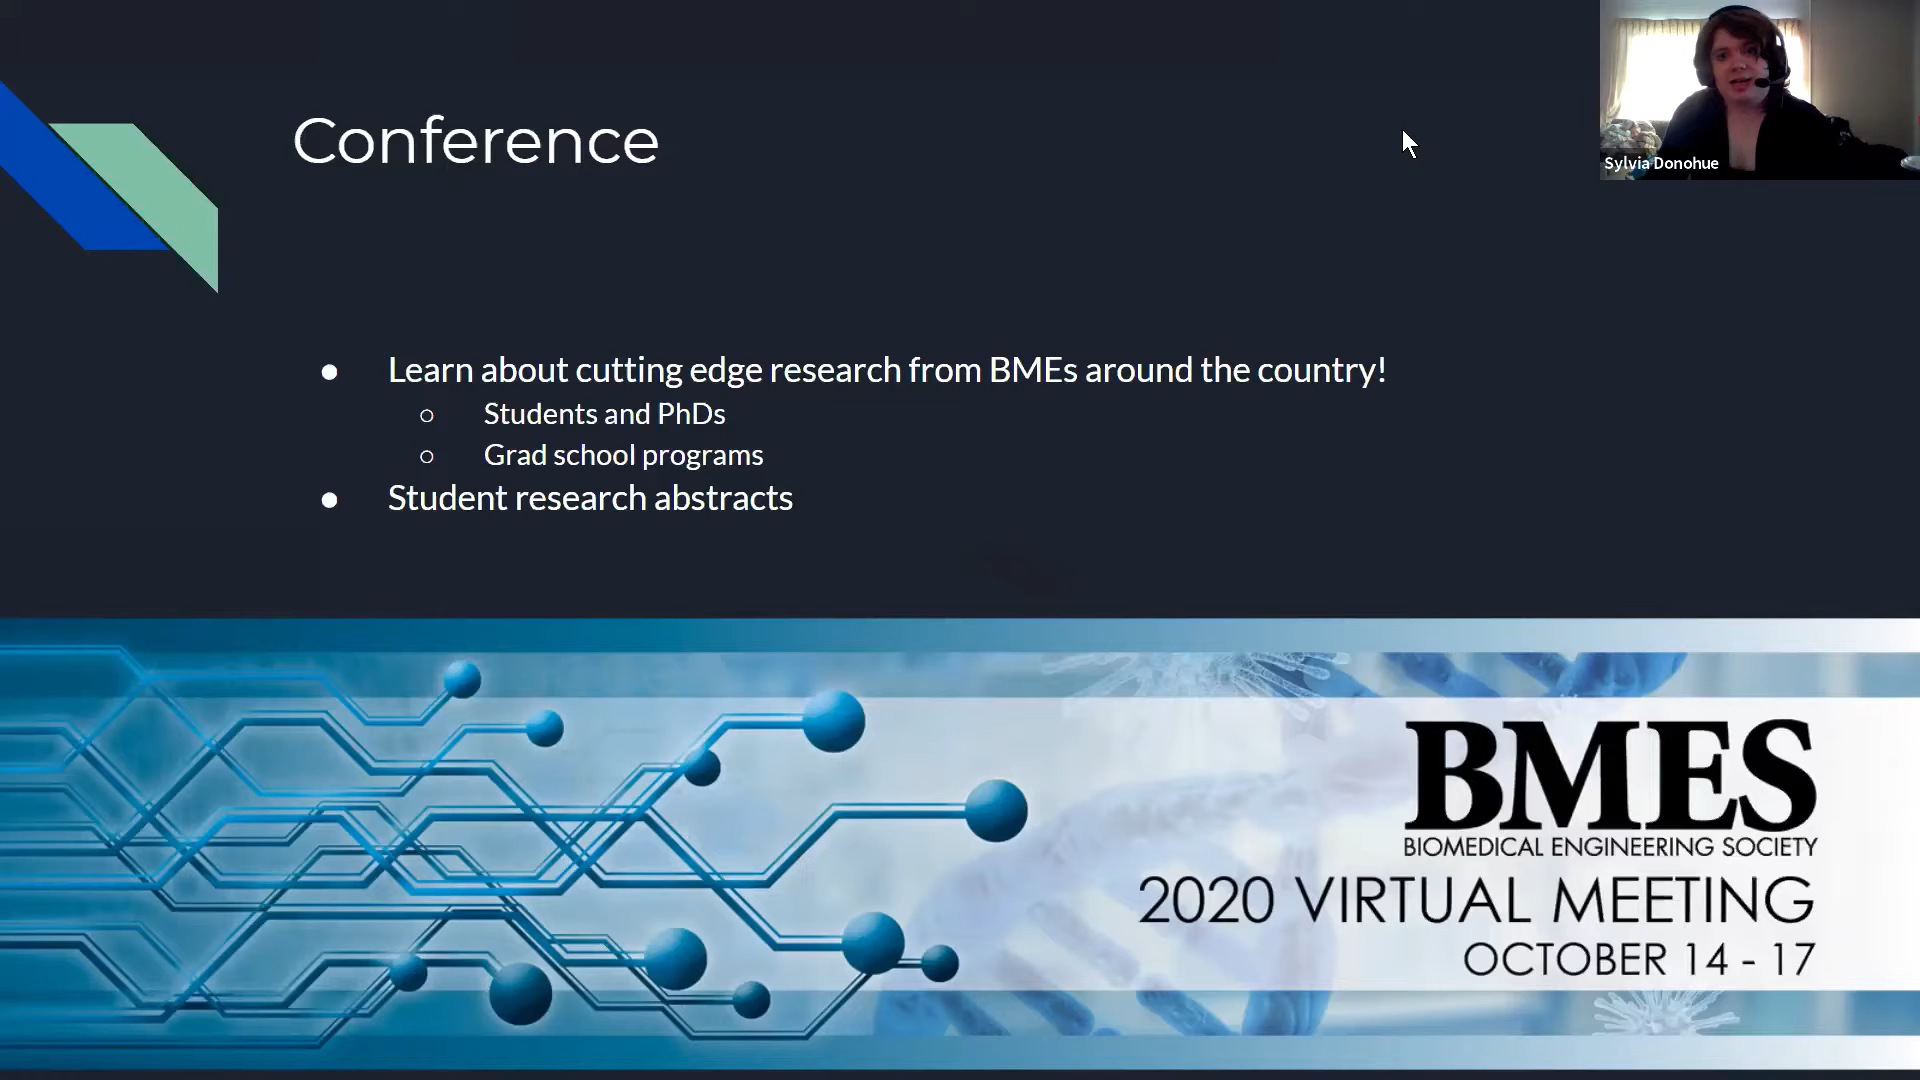 Conference
Sylvia Donohue
● Learn about cutting edge research from BMEs around the country!
○ Students and PhDs
○ Grad school programs
● Student research abstracts
BMES
BIOMEDICAL ENGINEERING SOCIETY
2020 VIRTUAL MEETING
OCTOBER 14 - 17